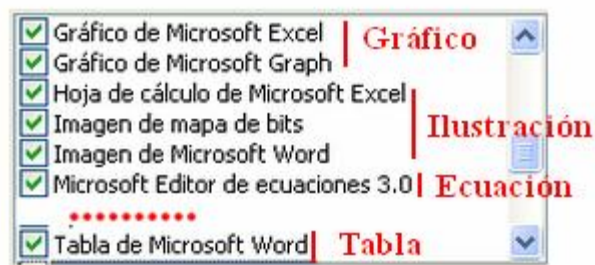 Gráfico de Microsoft Excel
Gráfico de Microsoft Graph
Gráfico
Hoja de cálculo de Microsoft Excel
Imagen de mapa de bits
Imagen de Microsoft Word
Ilustración
Microsoft Editor de ecuaciones 3.0 Ecuación
..........
Tabla de Microsoft Word Tabla